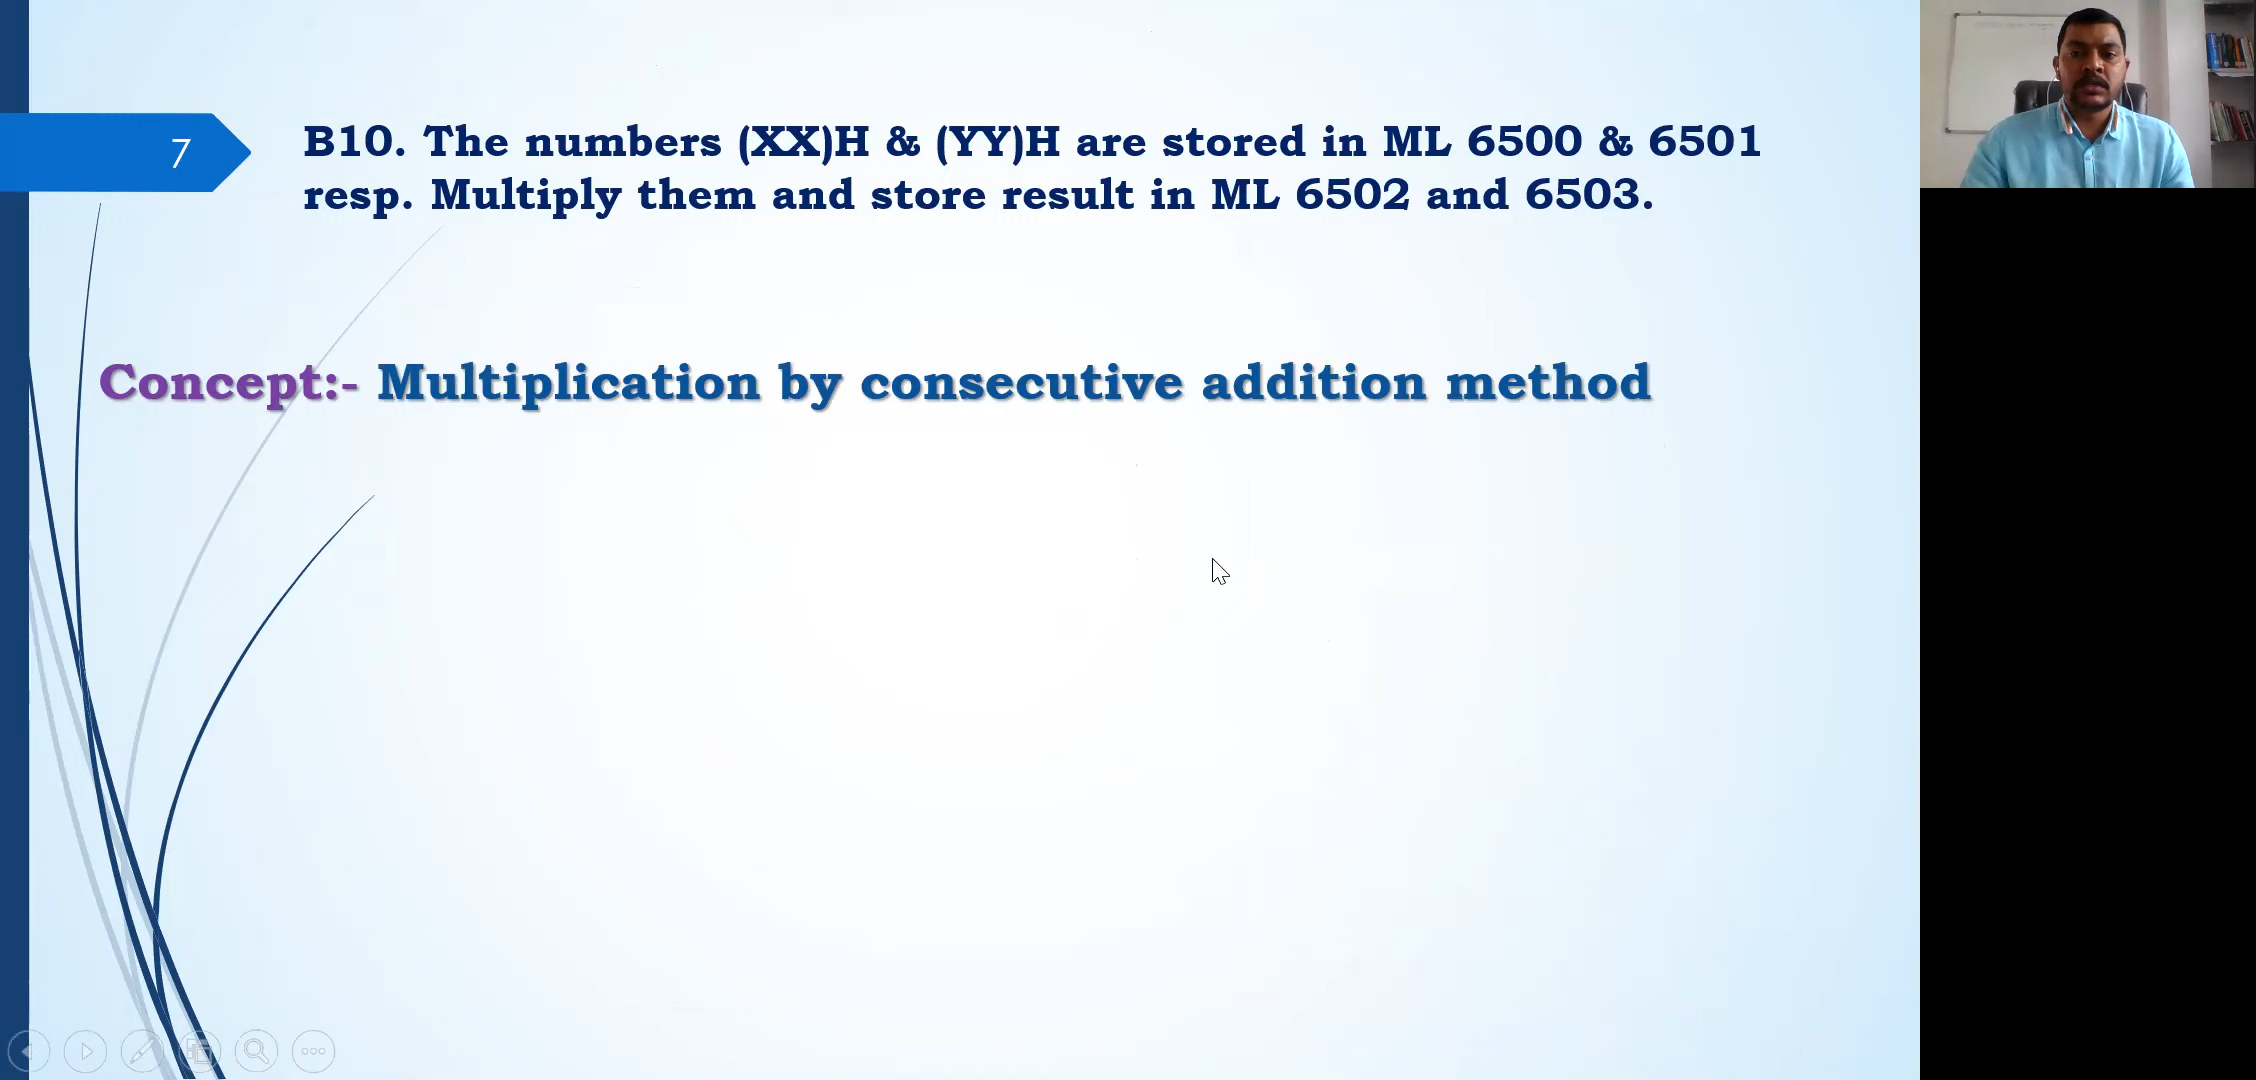 7
B10. The numbers (XX)H & (YY)H are stored in ML 6500 & 6501
resp. Multiply them and store result in ML 6502 and 6503.
Concept:- Multiplication by consecutive addition method